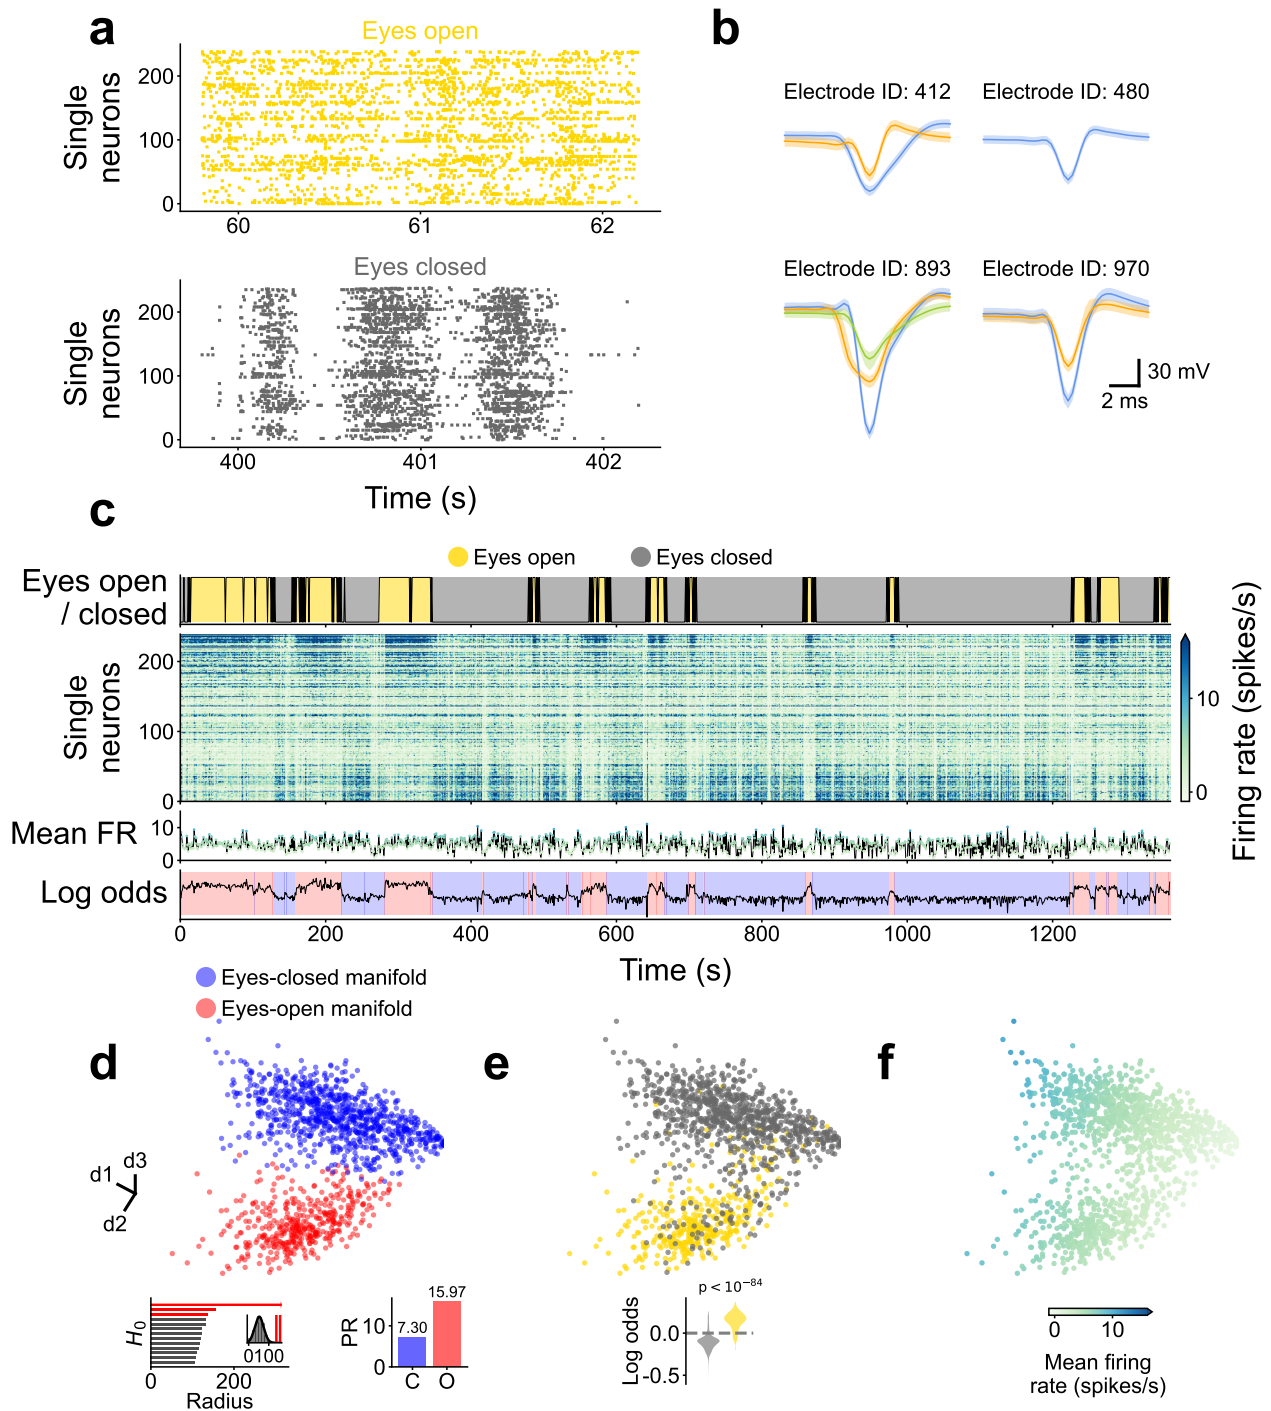 a
Eyes open
Single
neurons
200
100
0
60
61
62
Eyes closed
Single
neurons
200
100
0
400
401
402
Time (s)
b
Electrode ID: 412
Electrode ID: 480
Electrode ID: 893
Electrode ID: 970
30 mV
2 ms
c
Eyes open
Eyes closed
Eyes open
/ closed
Single
neurons
200
100
0
10
0
Firing rate (spikes/s)
Mean FR
10
0
Log odds
0
200
400
600
800
1000
1200
Time (s)
Eyes-closed manifold
Eyes-open manifold
d
d1
d3
d2
H0
0100
0
200
Radius
PR
10
0
7.30
15.97
C
O
e
p < 10−84
Log odds
0.0
-0.5
f
0
10
Mean firing
rate (spikes/s)